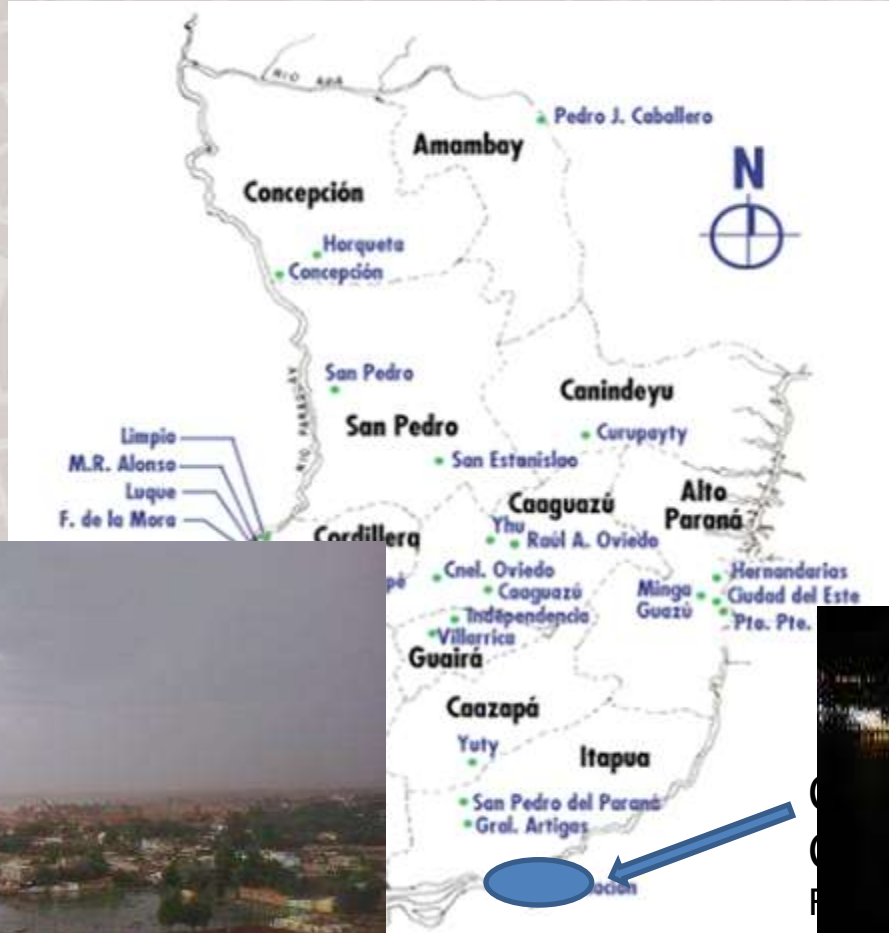 RIO APA
Pedro J. Caballero
Amambay
N
Concepción
Horqueta
Concepción
San Pedro
RIO PARAGUAY
Canindeyu
San Pedro
Curupayty
Limpio
M.R. Alonso
San Estanislao
Luque
Caaguazú
Alto
Paraná
F. de la Mora
Yhu
Cordillera
Raúl A. Oviedo
Cnel. Oviedo
Hernandarias
Caaguazú
Minga
Guazú
Ciudad del Este
Independencia
Pto. Pte.
Villarrica
Guairá
Caazapá
Yuty
Itapua
San Pedro del Paraná
Gral. Artigas